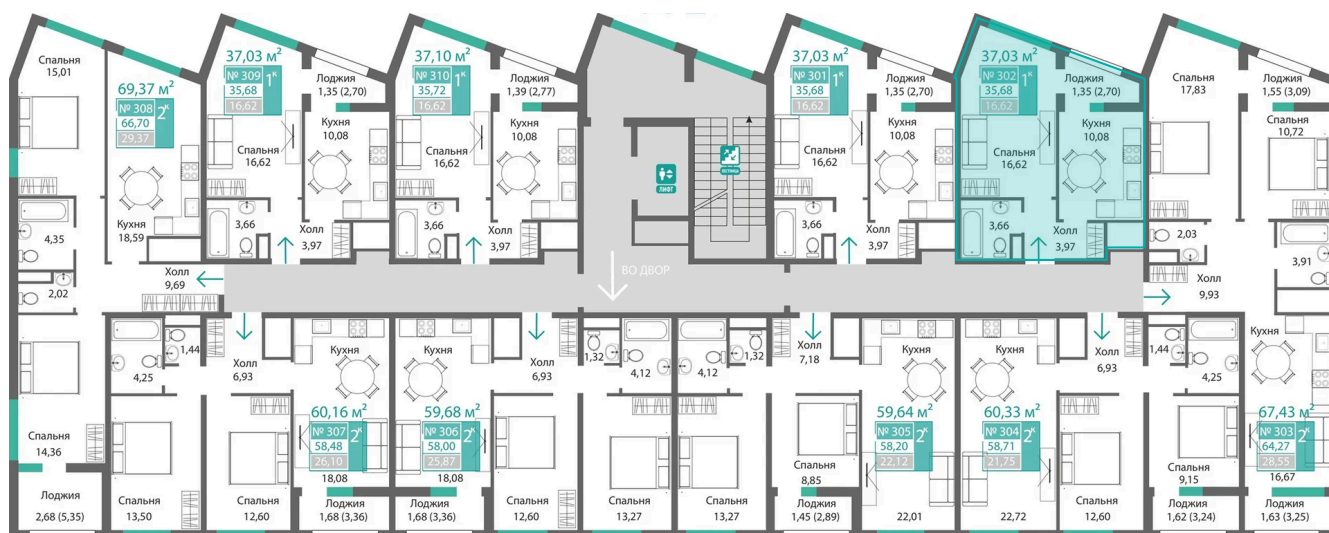 Спальня
15,01
69,37 м²
№ 308
66,70
29,37
2к
Кухня
18,59
4,35
2,02
Холл
9,69
Спальня
14,36
Лоджия
2,68 (5,35)
37,03 м²
№ 309
35,68
16,62
1к
Лоджия
1,35 (2,70)
Кухня
10,08
Спальня
16,62
3,66
Холл
3,97
37,10 м²
№ 310
35,72
16,62
1к
Лоджия
1,39 (2,77)
Кухня
10,08
Спальня
16,62
3,66
Холл
3,97
ЛИФТ
ЛЕСТНИЦА
ВО ДВОР
37,03 м²
№ 301
35,68
16,62
1к
Лоджия
1,35 (2,70)
Кухня
10,08
Спальня
16,62
3,66
Холл
3,97
37,03 м²
№ 302
35,68
16,62
1к
Лоджия
1,35 (2,70)
Кухня
10,08
Спальня
16,62
3,66
Холл
3,97
Спальня
17,83
Лоджия
1,55 (3,09)
Спальня
10,72
2,03
3,91
Холл
9,93
Кухня
67,43 м²
№ 303
64,27
28,55
2к
16,67
Лоджия
1,63 (3,25)
4,25
1,44
Холл
6,93
Кухня
60,16 м²
№ 307
58,48
26,10
2к
18,08
Спальня
13,50
Спальня
12,60
Лоджия
1,68 (3,36)
Кухня
Холл
6,93
1,32
4,12
59,68 м²
№ 306
58,00
25,87
2к
18,08
Лоджия
1,68 (3,36)
Спальня
12,60
Спальня
13,27
4,12
1,32
Холл
7,18
Кухня
59,64 м²
№ 305
58,20
22,12
2к
Спальня
13,27
Спальня
8,85
Лоджия
1,45 (2,89)
22,01
Кухня
Холл
6,93
1,44
4,25
60,33 м²
№ 304
58,71
21,75
2к
22,72
Спальня
12,60
Спальня
9,15
Лоджия
1,62 (3,24)